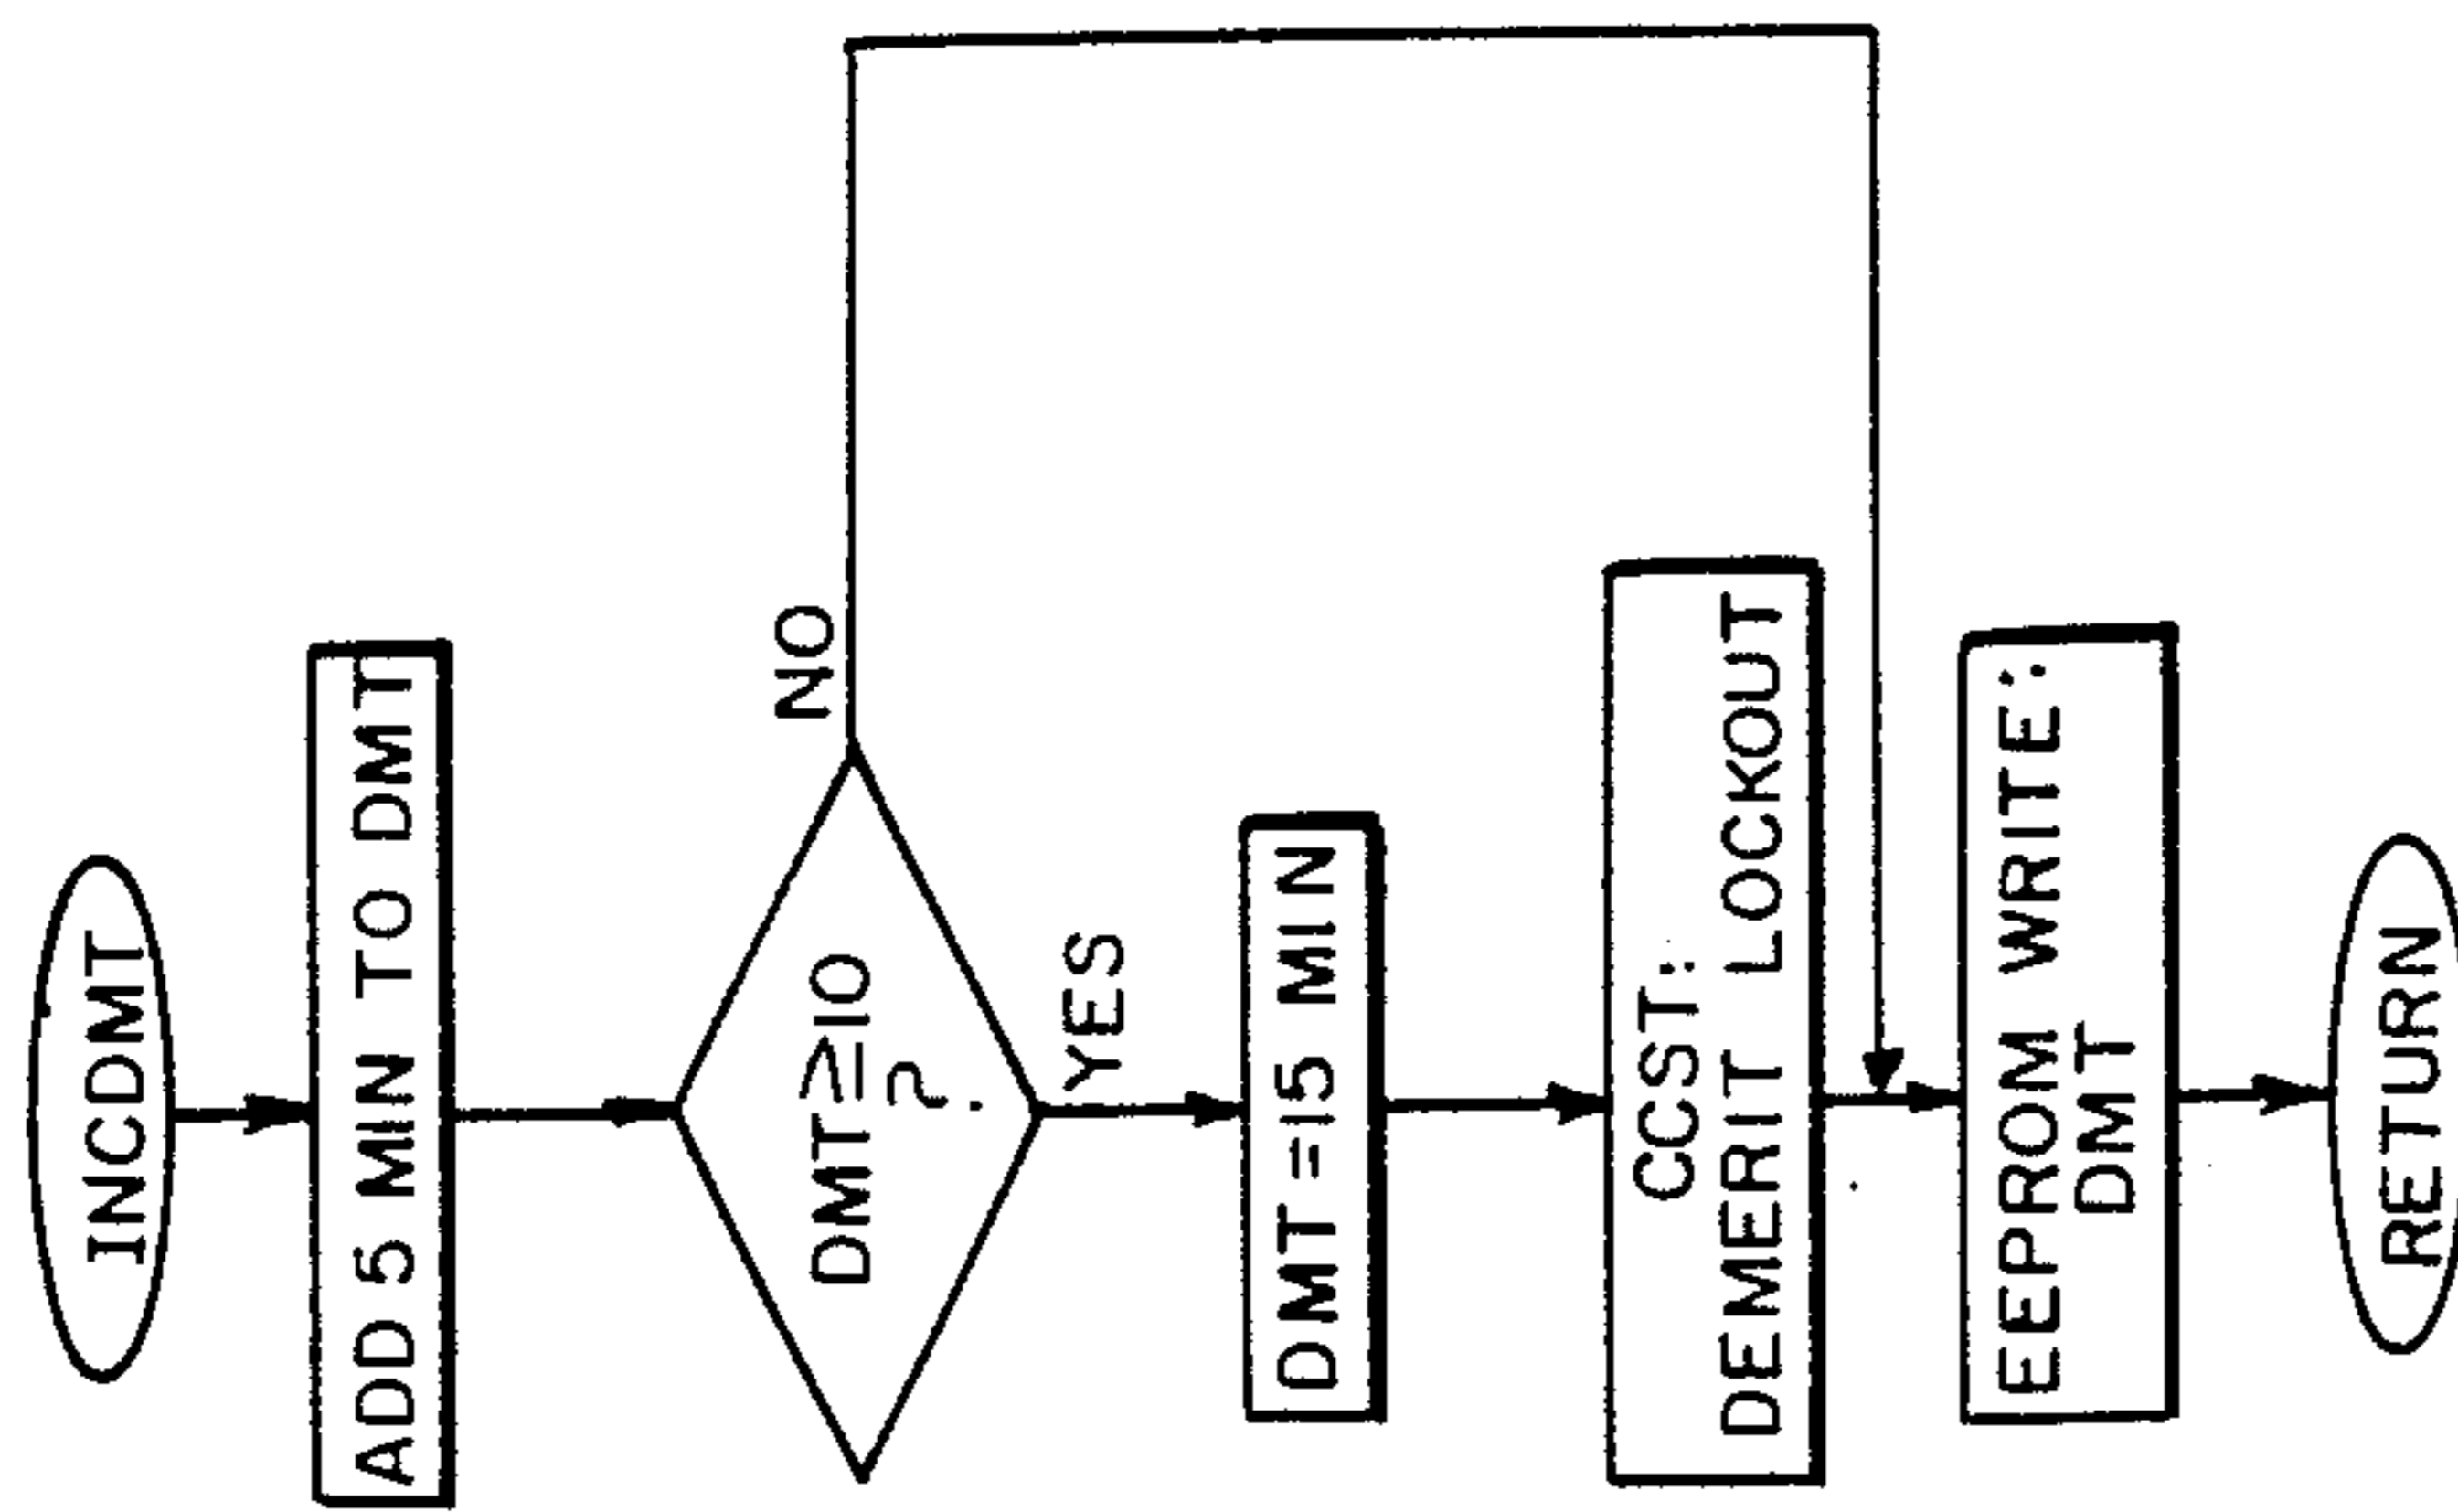 INCDMT
ADD 5 MIN TO DMT
DMT≥10
?
NO
YES
DMT=15 MIN
CCST:
DEMERIT LOCKOUT
EEPROM WRITE:
DMT
RETURN